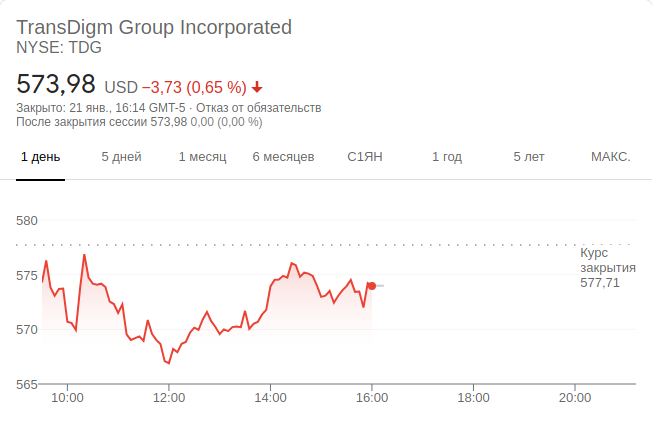 TransDigm Group Incorporated
NYSE: TDG
573,98 USD −3,73 (0,65 %)
Закрыто: 21 янв., 16:14 GMT-5 · Отказ от обязательств
После закрытия сессии 573,98 0,00 (0,00 %)
1 день 5 дней 1 месяц 6 месяцев С1ЯН 1 год 5 лет МАКС.
580
Курс
закрытия
577,71
575
570
565
10:00 12:00 14:00 16:00 18:00 20:00